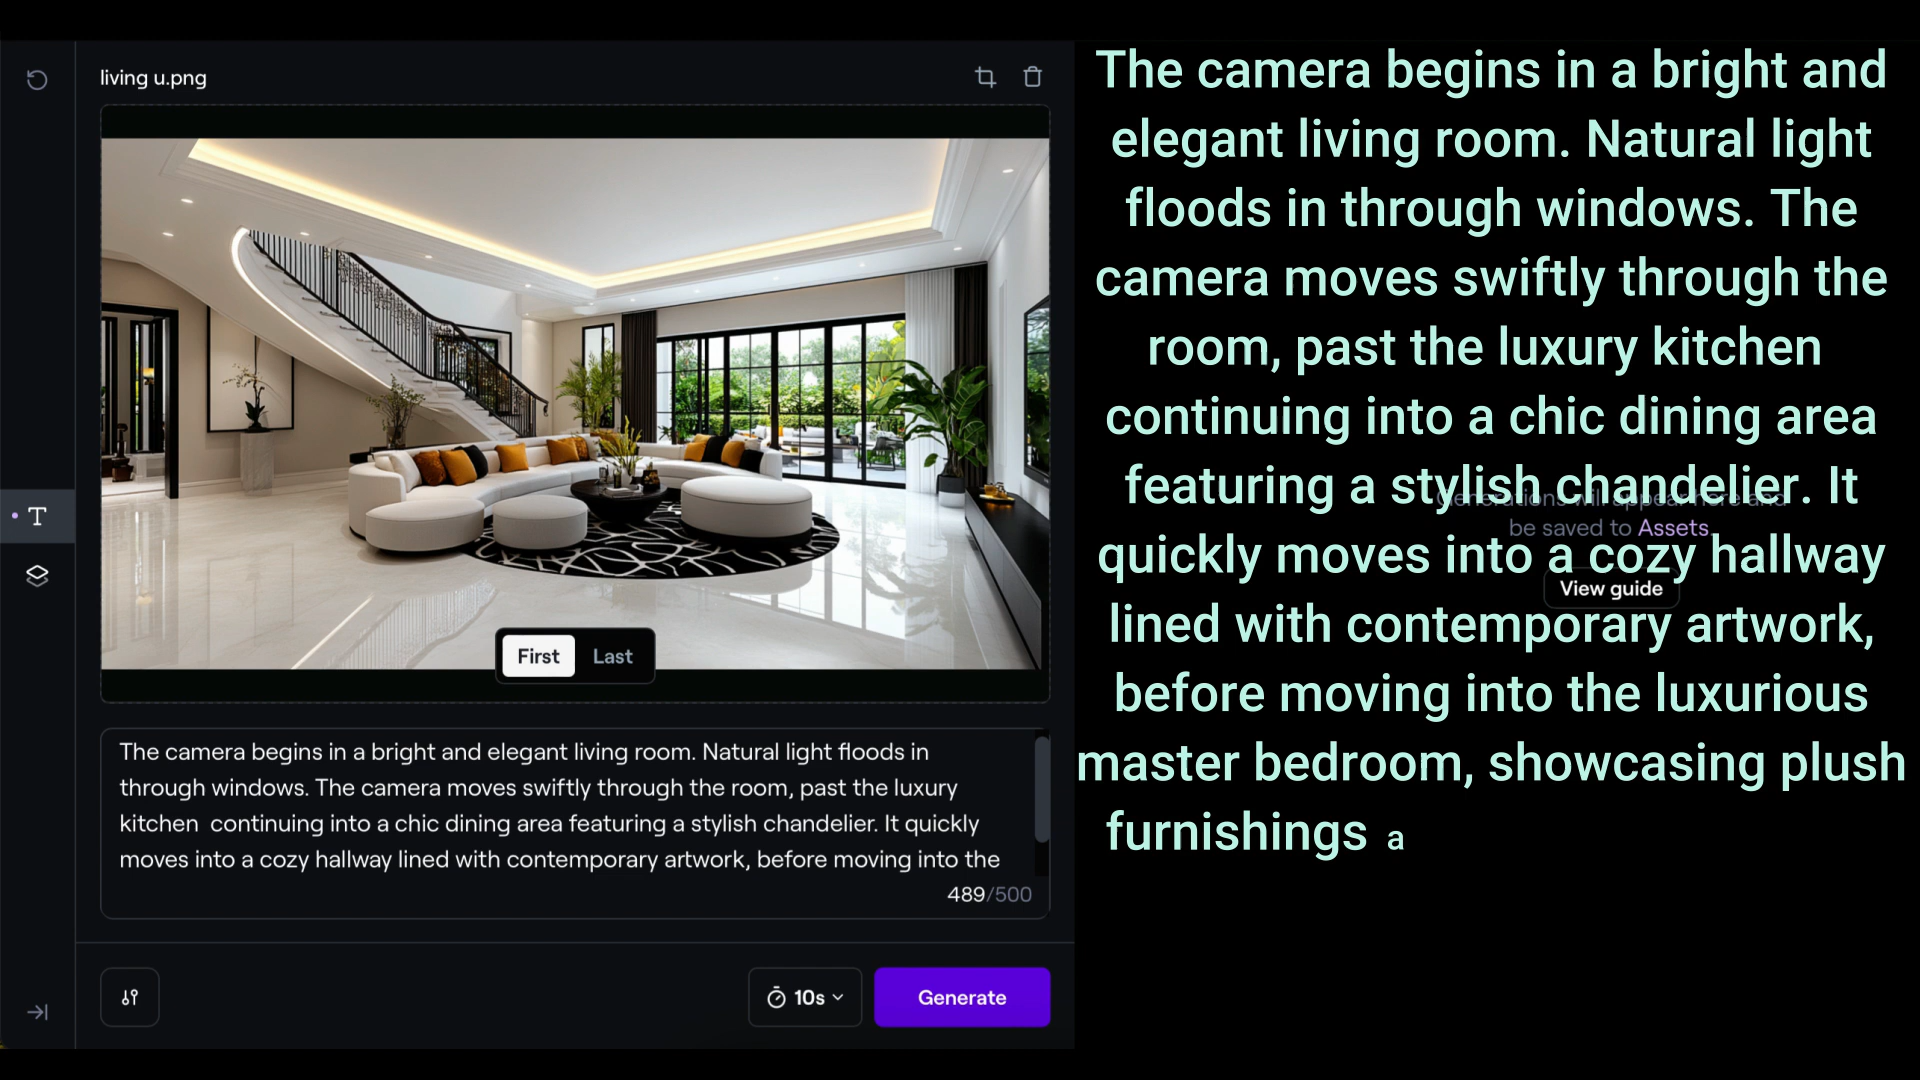 living u.png
First
Last
The camera begins in a bright and elegant living room. Natural light floods in
through windows. The camera moves swiftly through the room, past the luxury
kitchen  continuing into a chic dining area featuring a stylish chandelier. It quickly
moves into a cozy hallway lined with contemporary artwork, before moving into the
489/500
10s
Generate
The camera begins in a bright and
elegant living room. Natural light
floods in through windows. The
camera moves swiftly through the
room, past the luxury kitchen
continuing into a chic dining area
featuring a stylish chandelier. It
quickly moves into a cozy hallway
lined with contemporary artwork,
before moving into the luxurious
master bedroom, showcasing plush
furnishings a
Generations will appear here and
be saved to Assets.
View guide